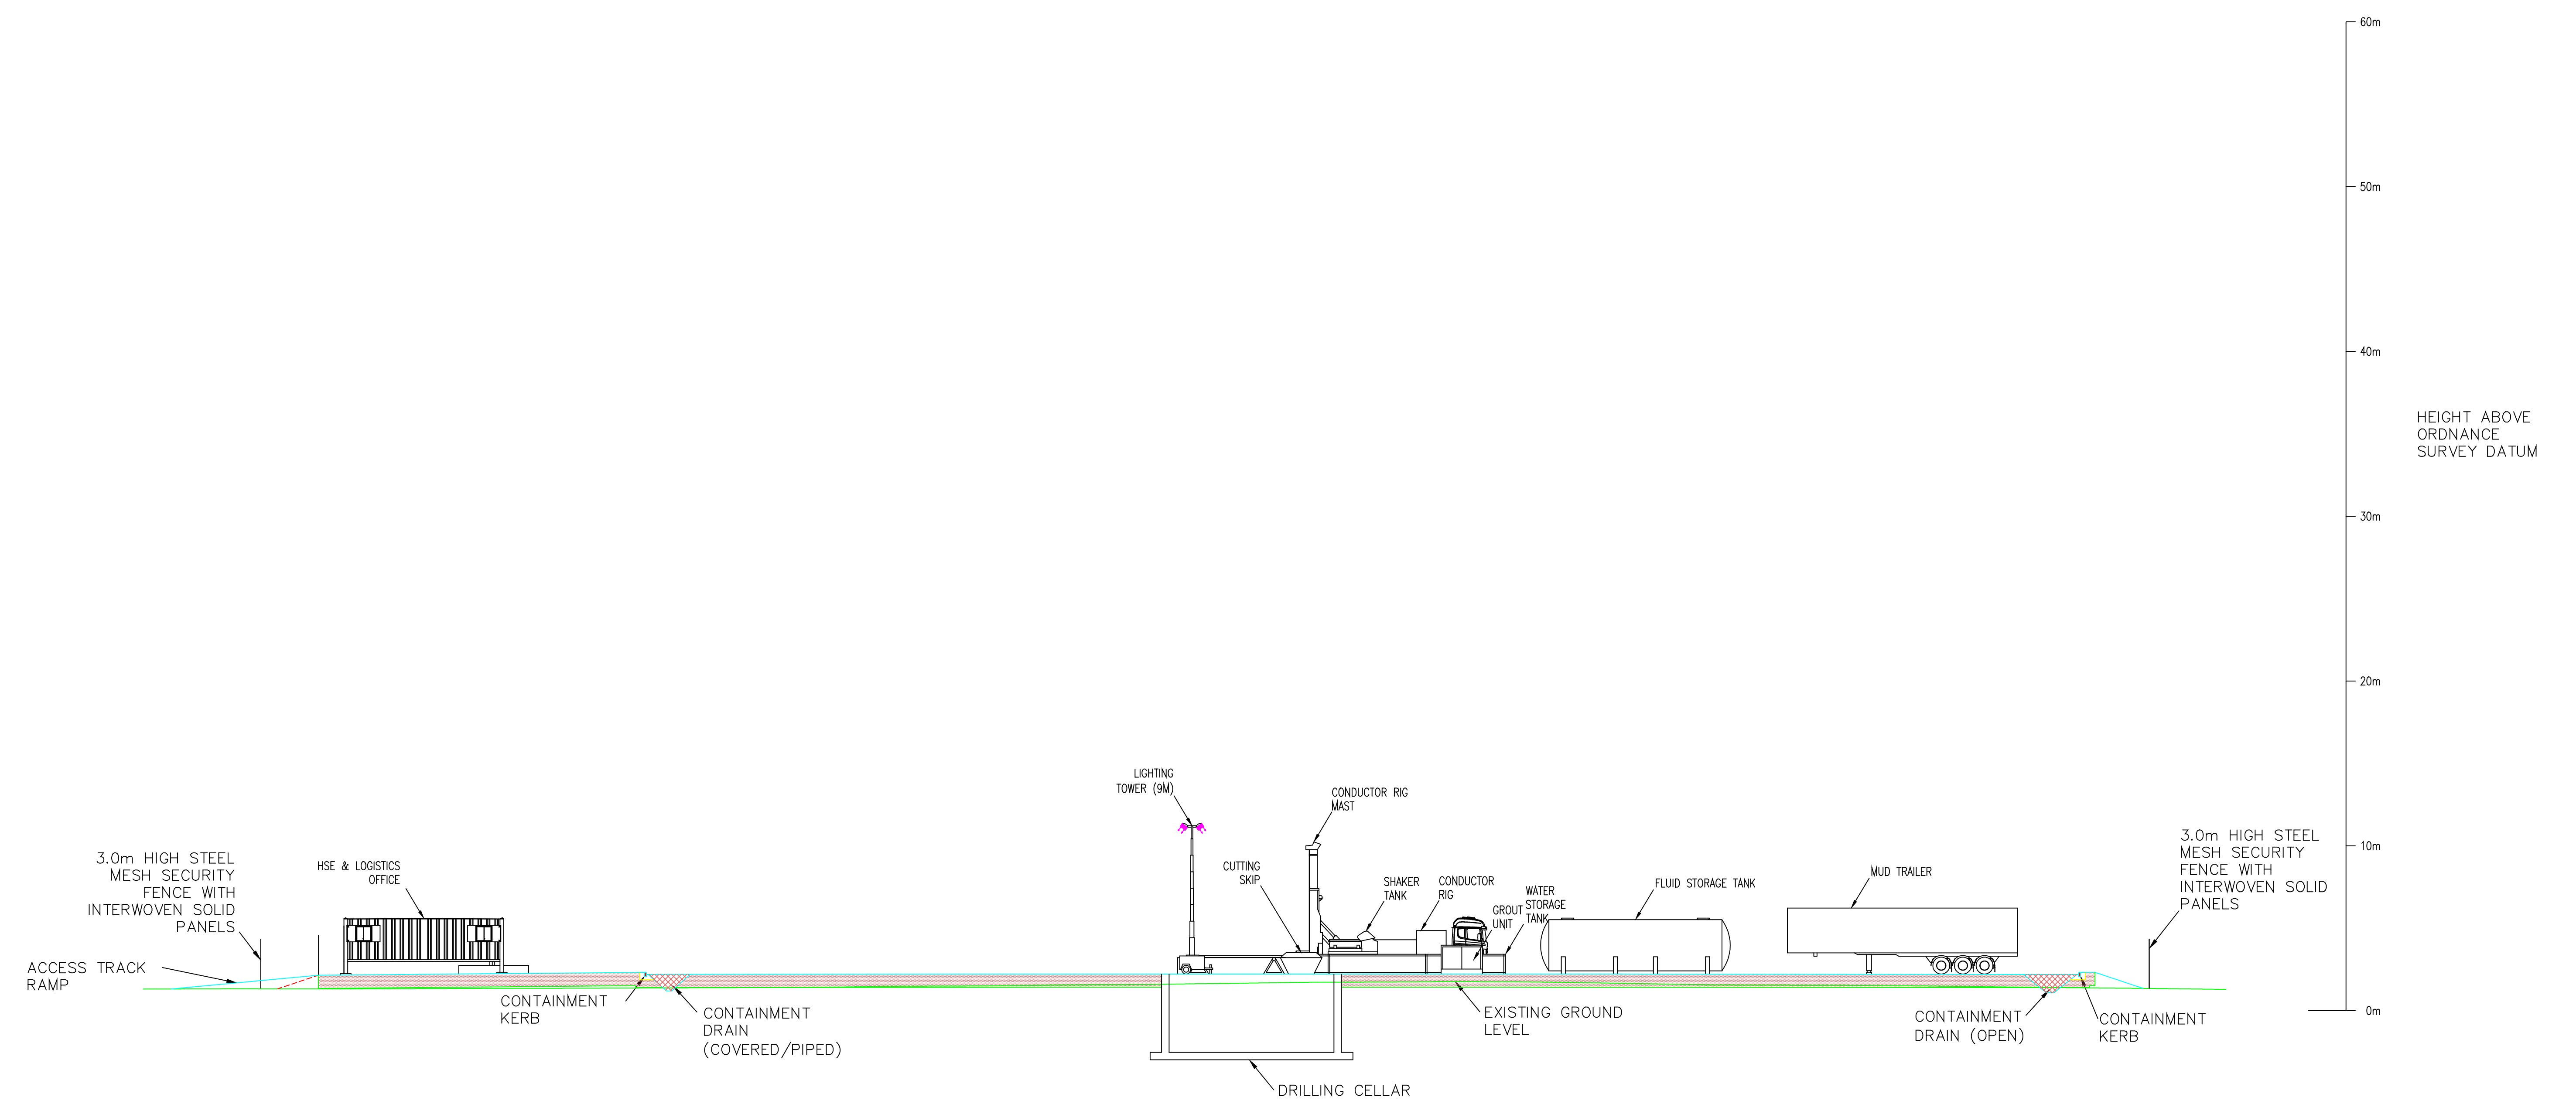 60m
50m
40m
HEIGHT ABOVE
ORDNANCE
SURVEY DATUM
30m
20m
10m
0m
LIGHTING
TOWER (9M)
CONDUCTOR RIG
MAST
3.0m HIGH STEEL
MESH SECURITY
FENCE WITH
INTERWOVEN SOLID
PANELS
HSE & LOGISTICS
OFFICE
CUTTING
SKIP
SHAKER
TANK
CONDUCTOR
RIG
GROUT
UNIT
WATER
STORAGE
TANK
FLUID STORAGE TANK
MUD TRAILER
3.0m HIGH STEEL
MESH SECURITY
FENCE WITH
INTERWOVEN SOLID
PANELS
ACCESS TRACK
RAMP
CONTAINMENT
KERB
CONTAINMENT
DRAIN
(COVERED/PIPED)
EXISTING GROUND
LEVEL
CONTAINMENT
DRAIN (OPEN)
CONTAINMENT
KERB
DRILLING CELLAR